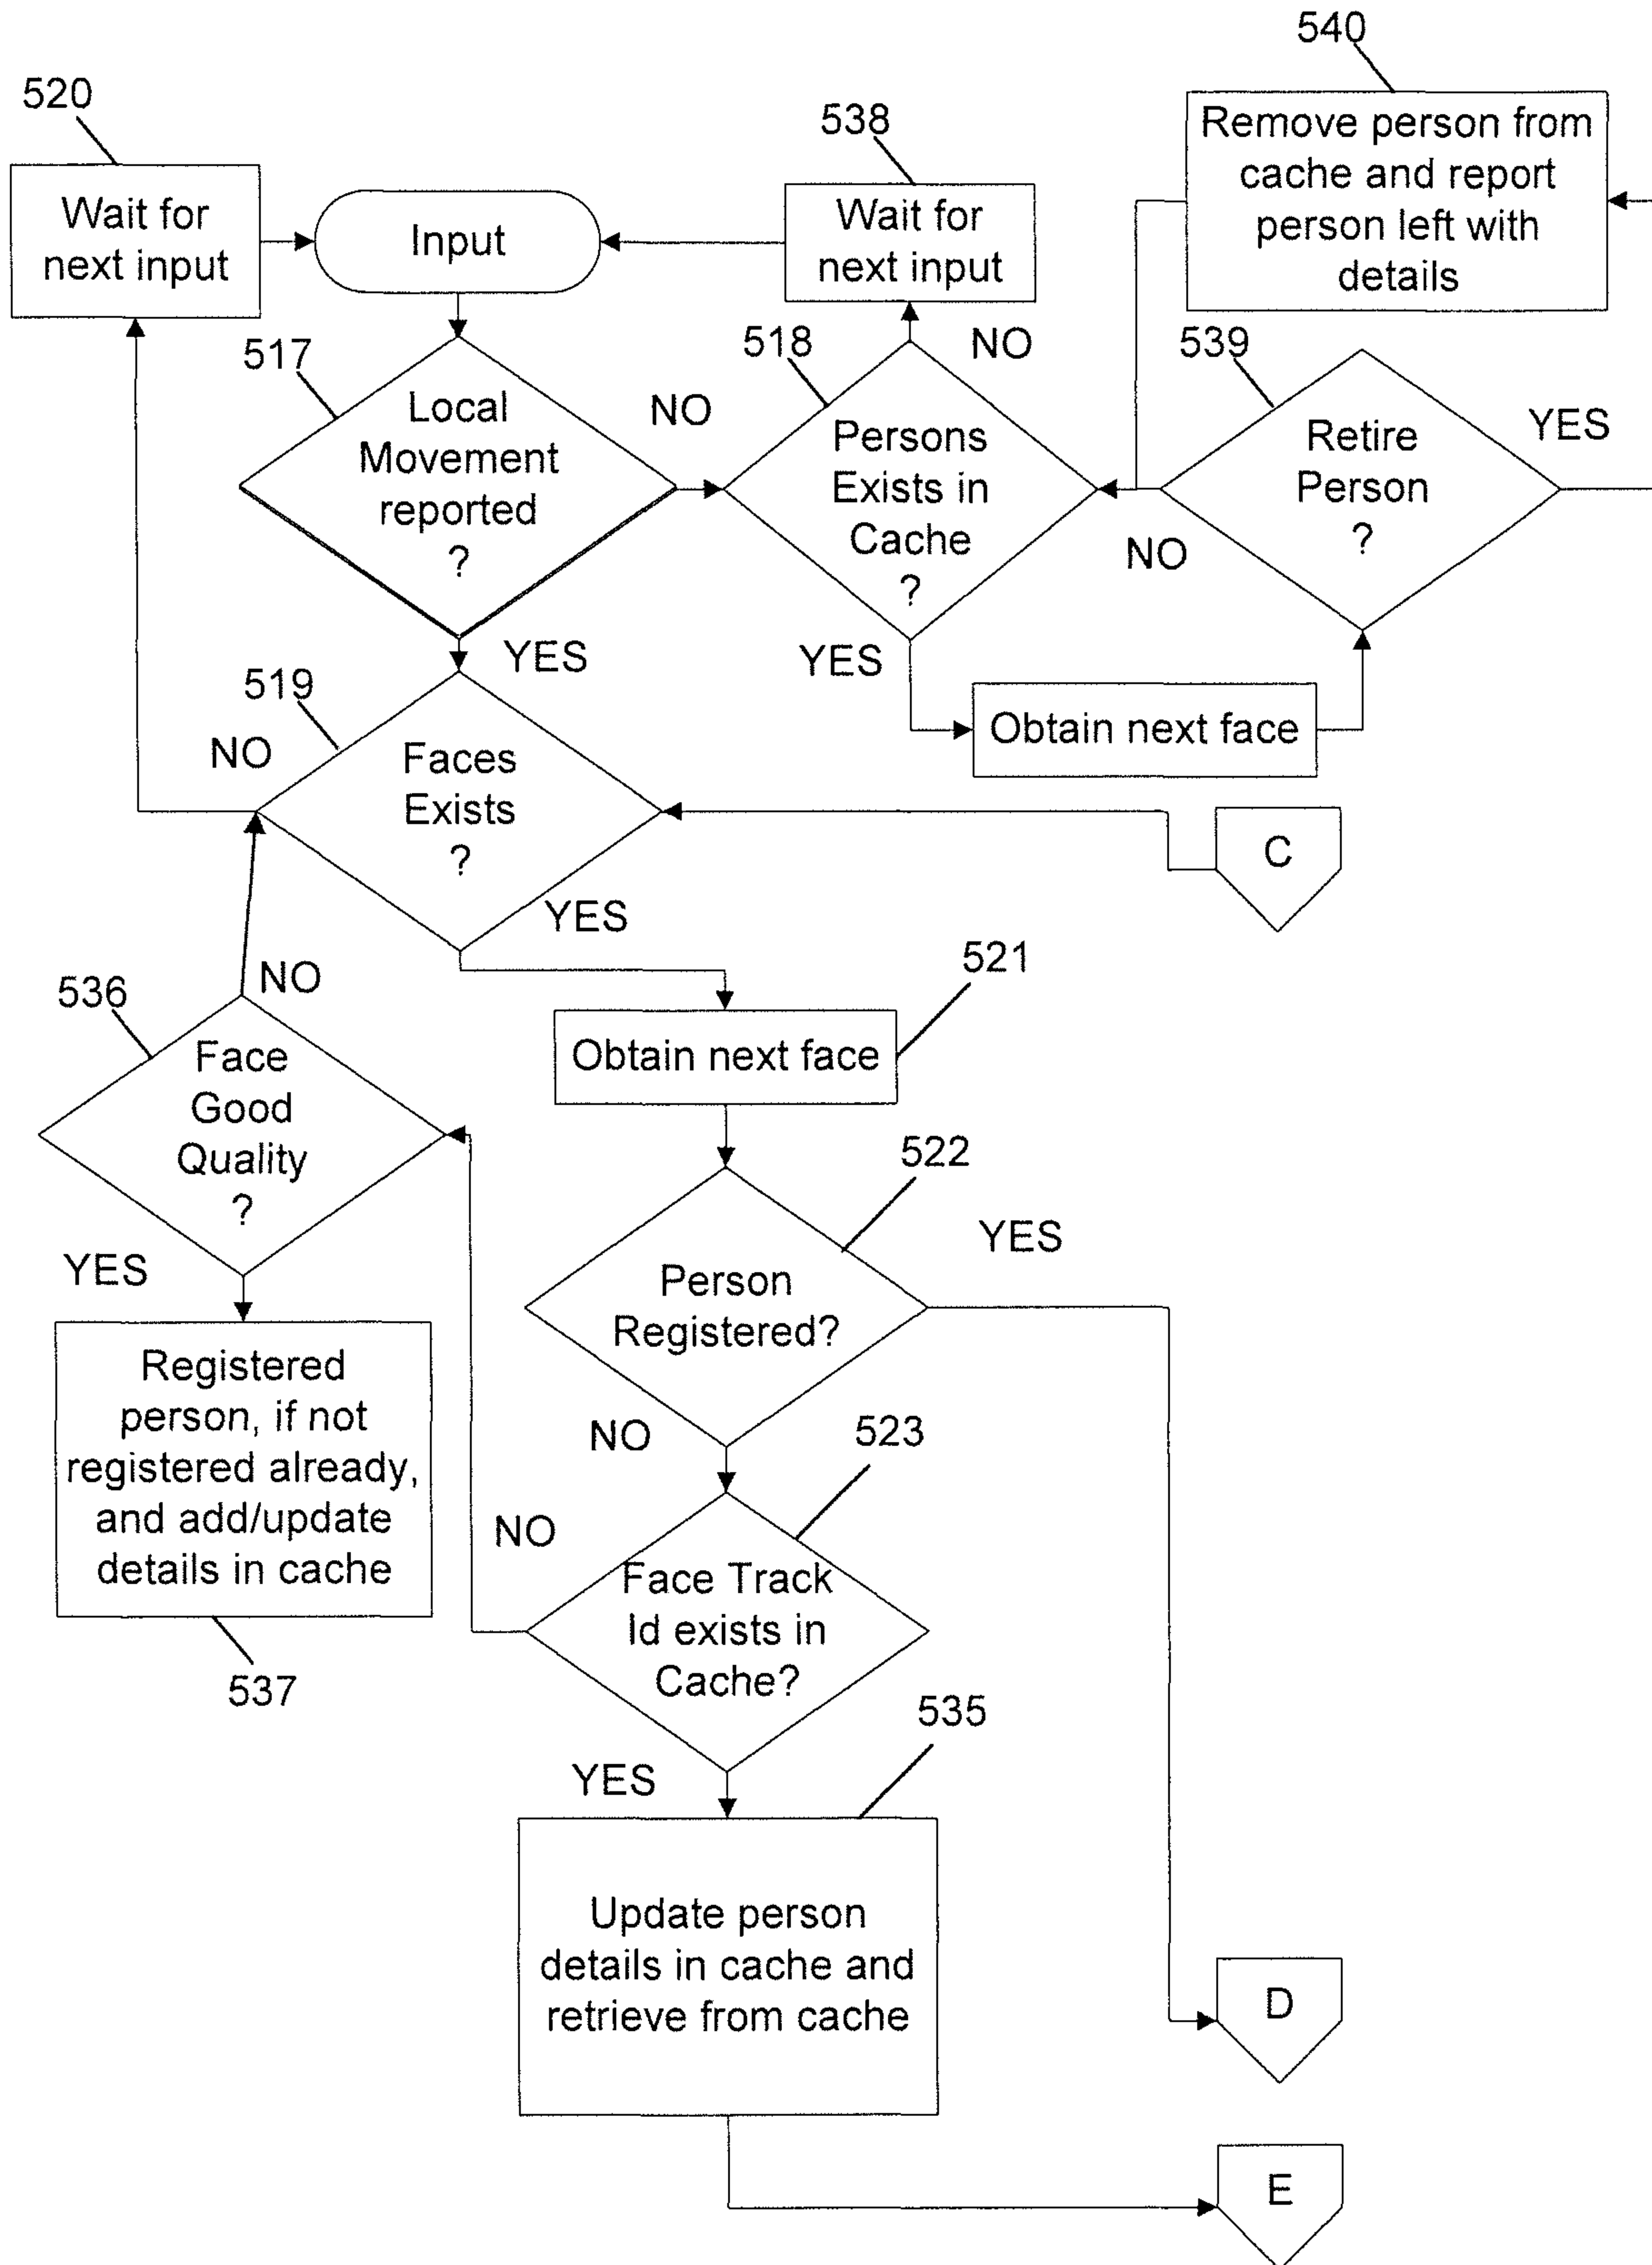 540
520
538
Remove person from
cache and report
person left with
details
Wait for
next input
Input
Wait for
next input
517
NO
518
NO
539
YES
Local
Movement
reported
?
Persons
Exists in
Cache
?
Retire
Person
?
NO
YES
YES
519
NO
Obtain next face
Faces
Exists
?
C
YES
521
536
NO
Obtain next face
Face
Good
Quality
?
522
YES
YES
Person
Registered?
Registered
person, if not
registered already,
and add/update
details in cache
NO
523
NO
Face Track
Id exists in
Cache?
537
535
YES
Update person
details in cache and
retrieve from cache
D
E